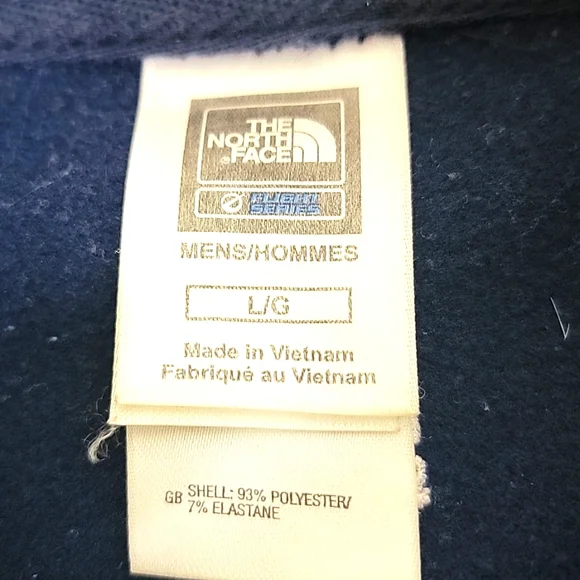 THE
NORTH
FACE
FLIGHT
SERIES
MENS/HOMMES
L/G
Made in Vietnam
Fabriqué au Vietnam
GB SHELL: 93% POLYESTER/
7% ELASTANE